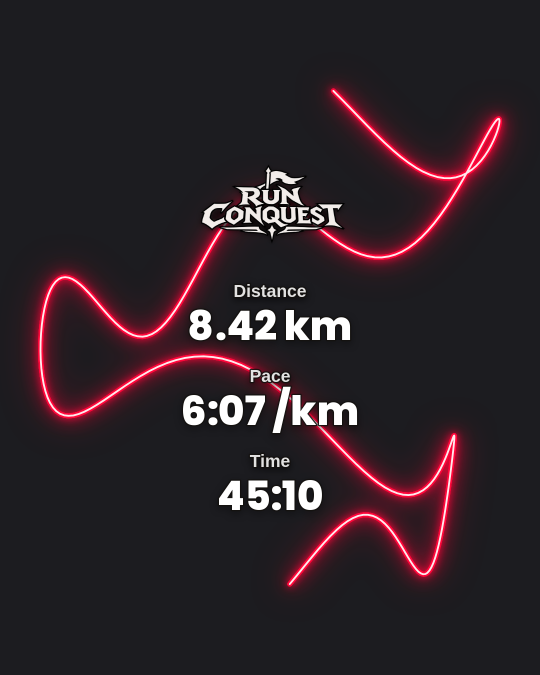 RUN
CONQUEST
Distance
8.42 km
Pace
6:07 /km
Time
45:10